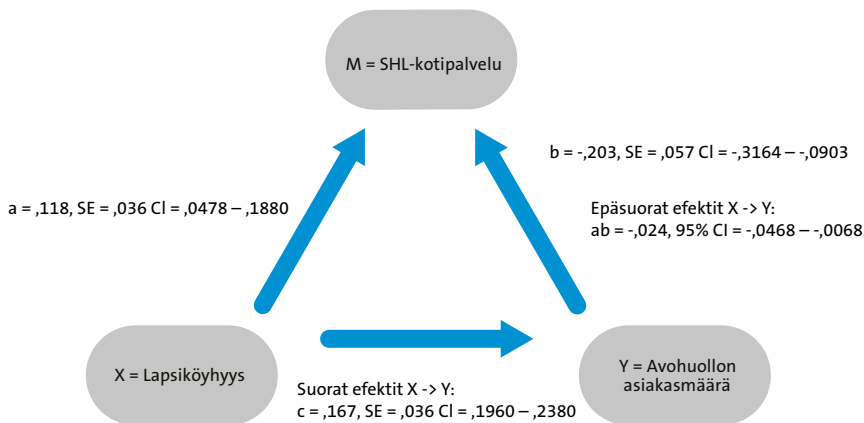 M = SHL-kotipalvelu
b = -,203, SE = ,057 Cl = -,3164 – -,0903
a = ,118, SE = ,036 Cl = ,0478 – ,1880
Epäsuorat efektit X -> Y:
ab = -,024, 95% Cl = -,0468 – -,0068
X = Lapsiköyhyys
Y = Avohuollon
asiakasmäärä
Suorat efektit X -> Y:
c = ,167, SE = ,036 Cl = ,1960 – ,2380